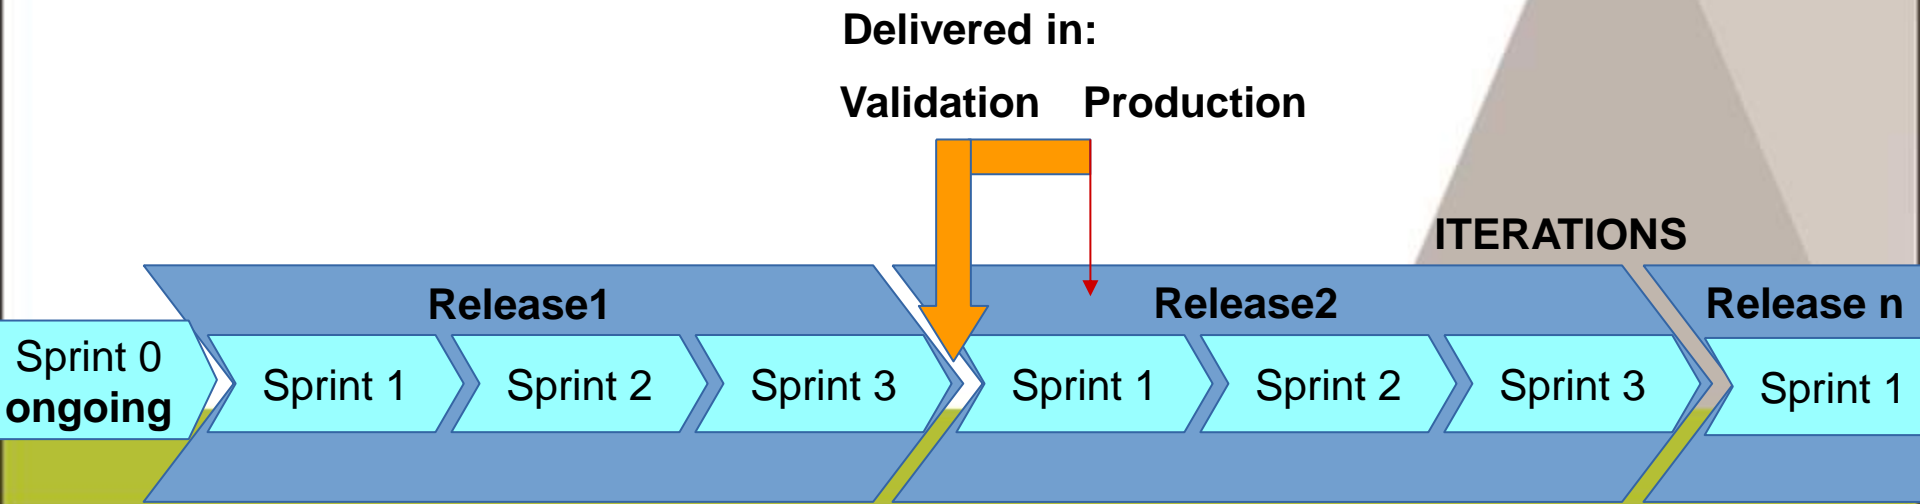 Delivered in:
Validation Production
ITERATIONS
Release1 Release2 Release n
Sprint 0
ongoing
Sprint 1 Sprint 2 Sprint 3 Sprint 1 Sprint 2 Sprint 3 Sprint 1